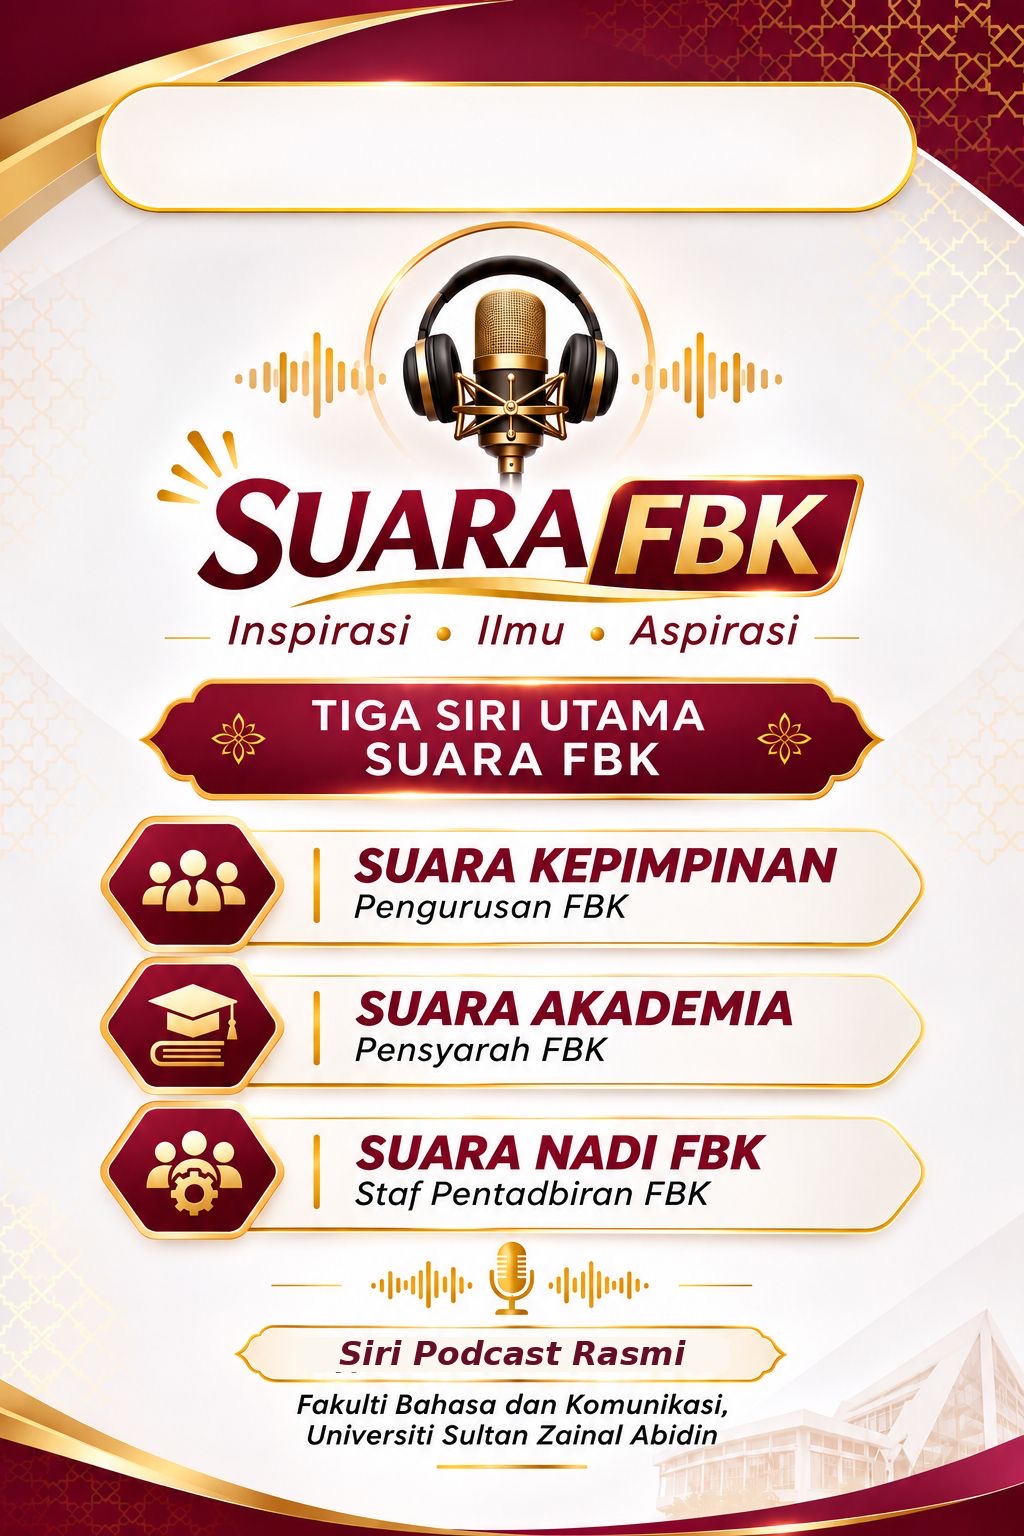 SUARA FBK
Inspirasi • Ilmu • Aspirasi
TIGA SIRI UTAMA
SUARA FBK
SUARA KEPIMPINAN
Pengurusan FBK
SUARA AKADEMIA
Pensyarah FBK
SUARA NADI FBK
Staf Pentadbiran FBK
Siri Podcast Rasmi
Fakulti Bahasa dan Komunikasi,
Universiti Sultan Zainal Abidin